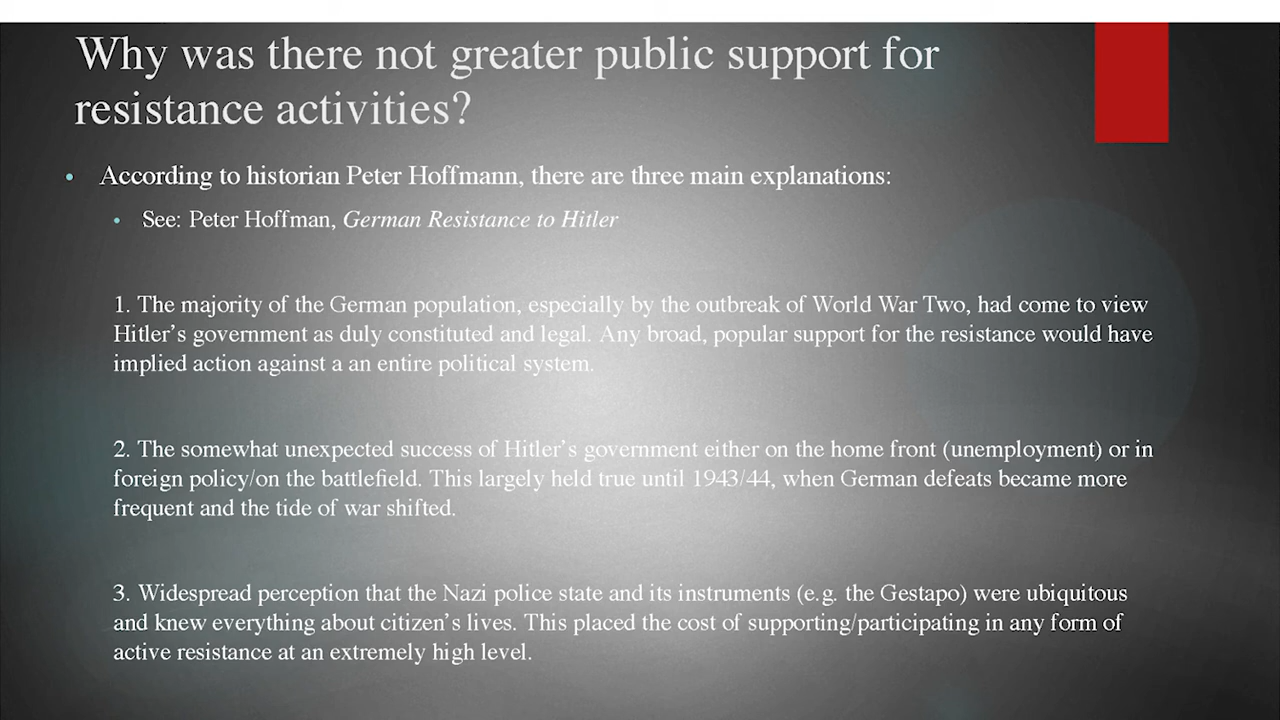 Why was there not greater public support for
resistance activities?
• According to historian Peter Hoffmann, there are three main explanations:
• See: Peter Hoffman, German Resistance to Hitler
1. The majority of the German population, especially by the outbreak of World War Two, had come to view
Hitler’s government as duly constituted and legal. Any broad, popular support for the resistance would have
implied action against a an entire political system.
2. The somewhat unexpected success of Hitler’s government either on the home front (unemployment) or in
foreign policy/on the battlefield. This largely held true until 1943/44, when German defeats became more
frequent and the tide of war shifted.
3. Widespread perception that the Nazi police state and its instruments (e.g. the Gestapo) were ubiquitous
and knew everything about citizen’s lives. This placed the cost of supporting/participating in any form of
active resistance at an extremely high level.